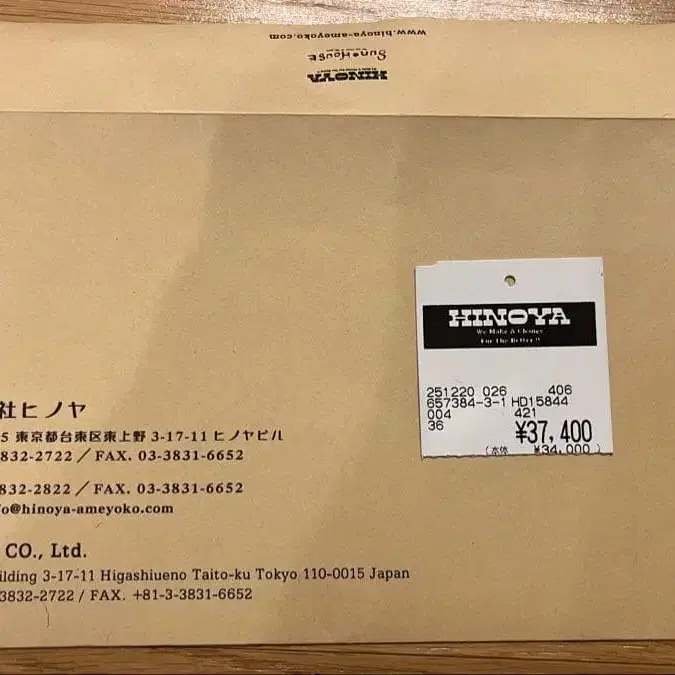 www.hinoya-ameyoko.com
Sun House
HINOYA
HINOYA
We Make A Change
For The Better!!
251220 026 406
657384-3-1 HD15844
004 421
36 ¥37,400
(本体 ¥34,000)
社ヒノヤ
5 東京都台東区東上野 3-17-11 ヒノヤビル
832-2722 / FAX. 03-3831-6652
832-2822 / FAX. 03-3831-6652
o@hinoya-ameyoko.com
CO., Ltd.
ilding 3-17-11 Higashiueno Taito-ku Tokyo 110-0015 Japan
3832-2722 / FAX. +81-3-3831-6652